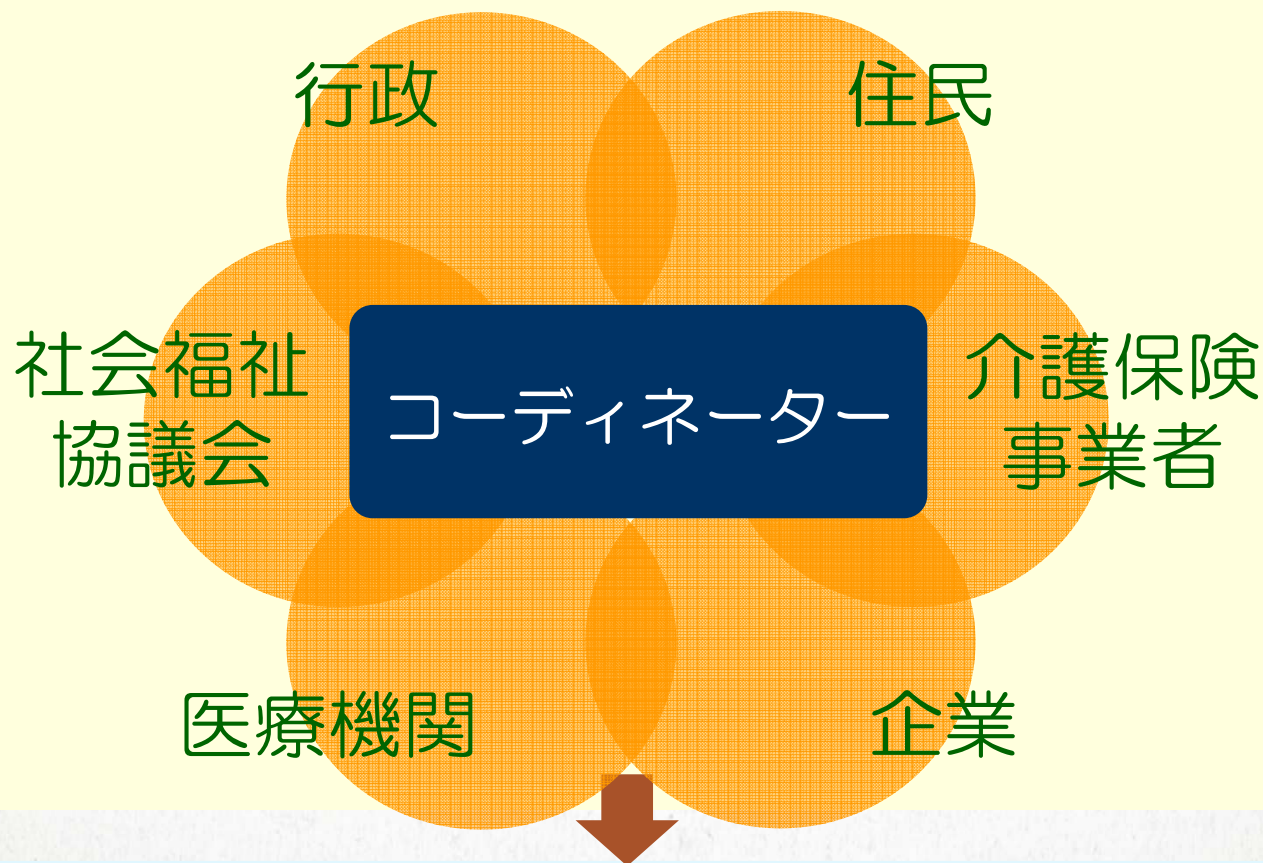 行政
住民
社会福祉
協議会
コーディネーター
介護保険
事業者
医療機関
企業